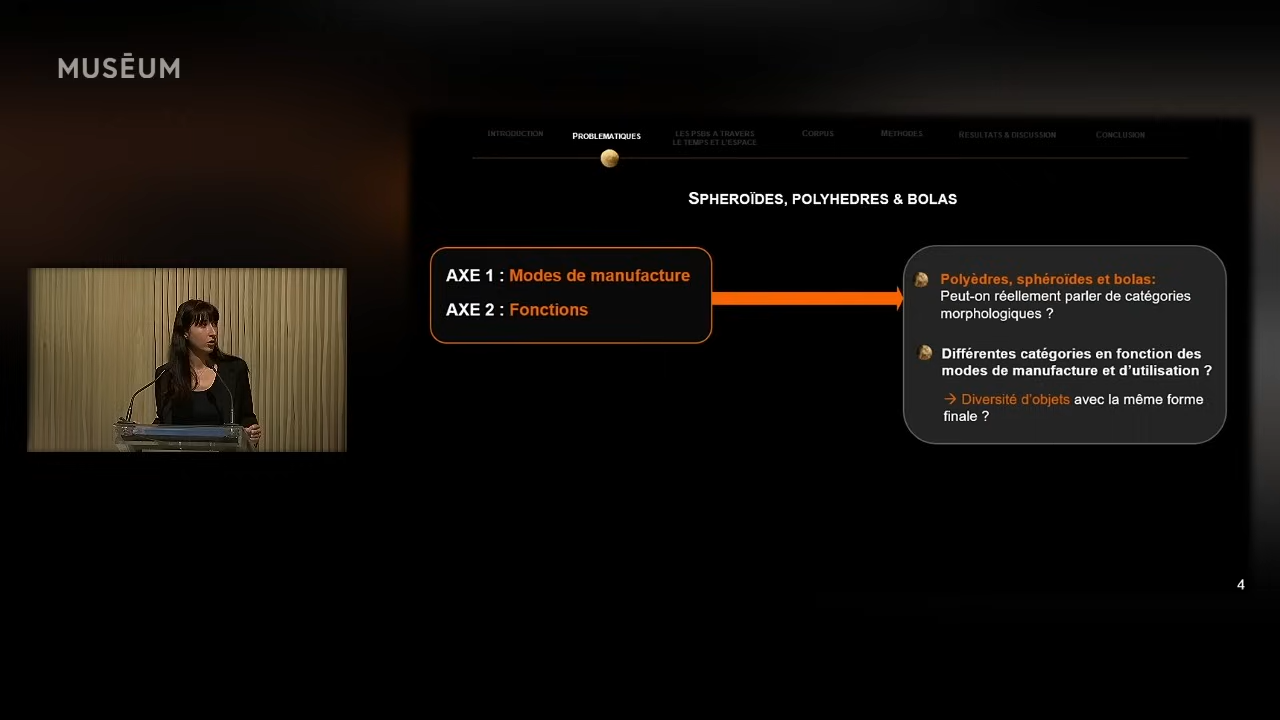 MUSĒUM
INTRODUCTION
PROBLEMATIQUES
LES PSBS A TRAVERS
LE TEMPS ET L'ESPACE
CORPUS
METHODES
RESULTATS & DISCUSSION
CONCLUSION
SPHEROÏDES, POLYHEDRES & BOLAS
AXE 1 : Modes de manufacture
AXE 2 : Fonctions
Polyèdres, sphéroïdes et bolas:
Peut-on réellement parler de catégories
morphologiques ?
Différentes catégories en fonction des
modes de manufacture et d'utilisation ?
→ Diversité d'objets avec la même forme
finale ?
4